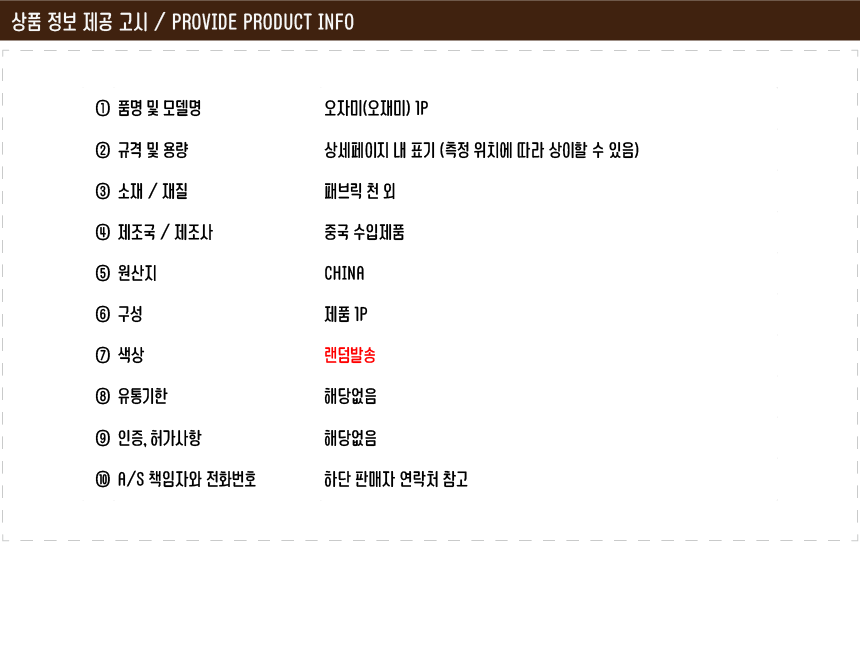 상품 정보 제공 고시 / PROVIDE PRODUCT INFO
① 품명 및 모델명 오자미(오재미) 1P
② 규격 및 용량 상세페이지 내 표기 (측정 위치에 따라 상이할 수 있음)
③ 소재 / 재질 패브릭 천 외
④ 제조국 / 제조사 중국 수입제품
⑤ 원산지 CHINA
⑥ 구성 제품 1P
⑦ 색상 랜덤발송
⑧ 유통기한 해당없음
⑨ 인증, 허가사항 해당없음
⑩ A/S 책임자와 전화번호 하단 판매자 연락처 참고